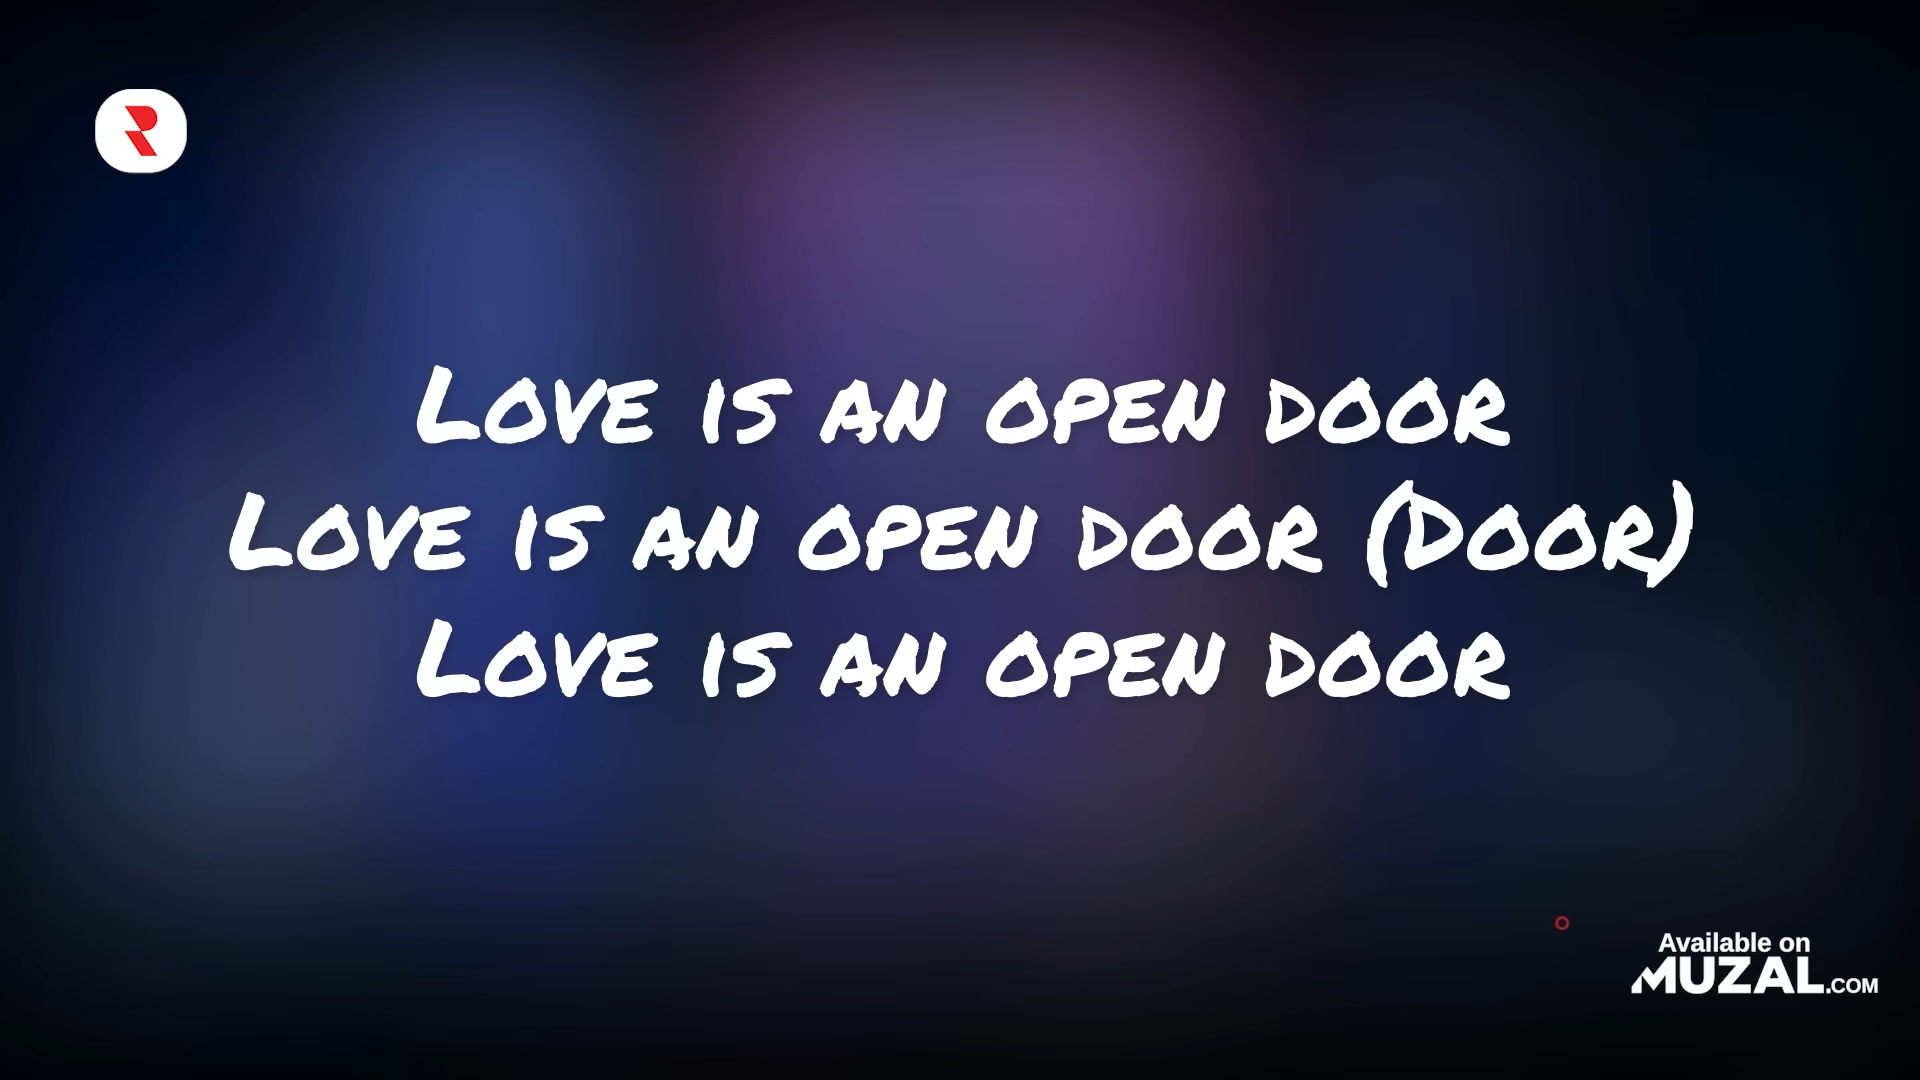 R
Love is an open door
Love is an open door (Door)
Love is an open door
Available on
MUZAL.COM